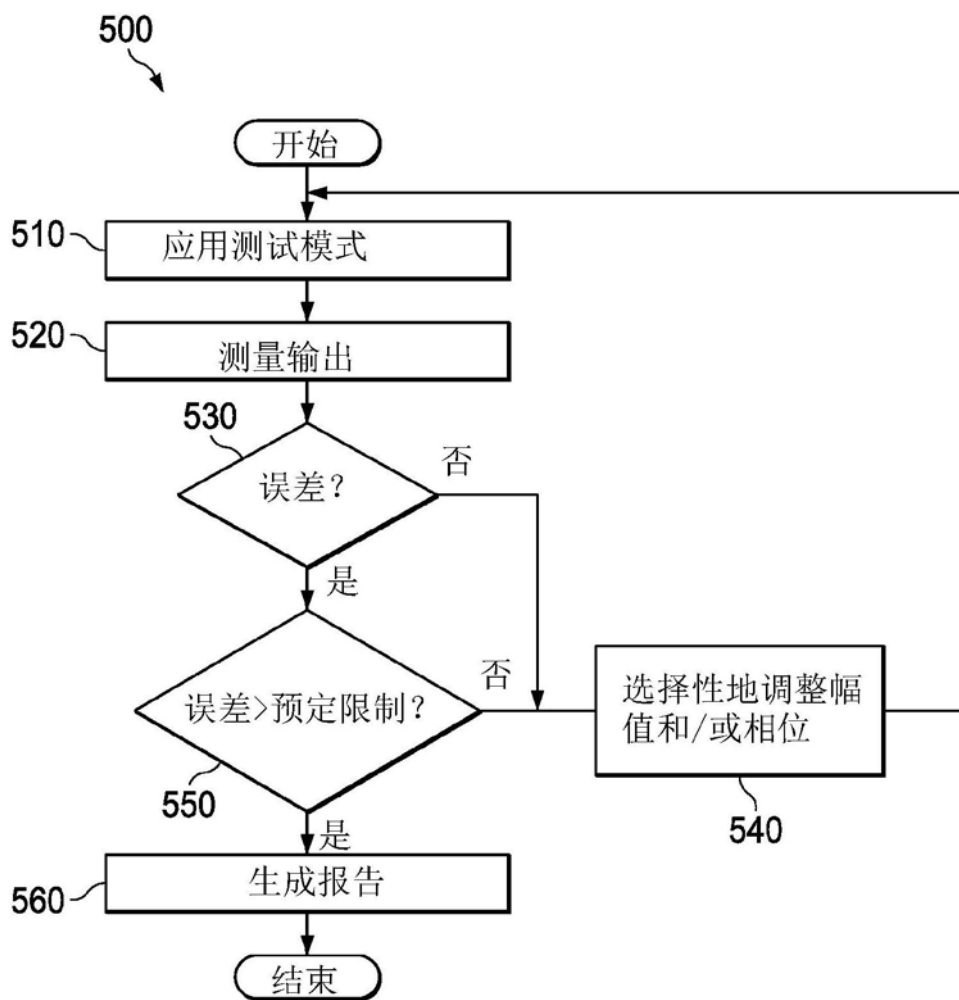 500
开始
510
应用测试模式
520
测量输出
530
误差?
否
是
误差>预定限制?
否
选择性地调整幅
值和/或相位
550
540
是
560
生成报告
结束